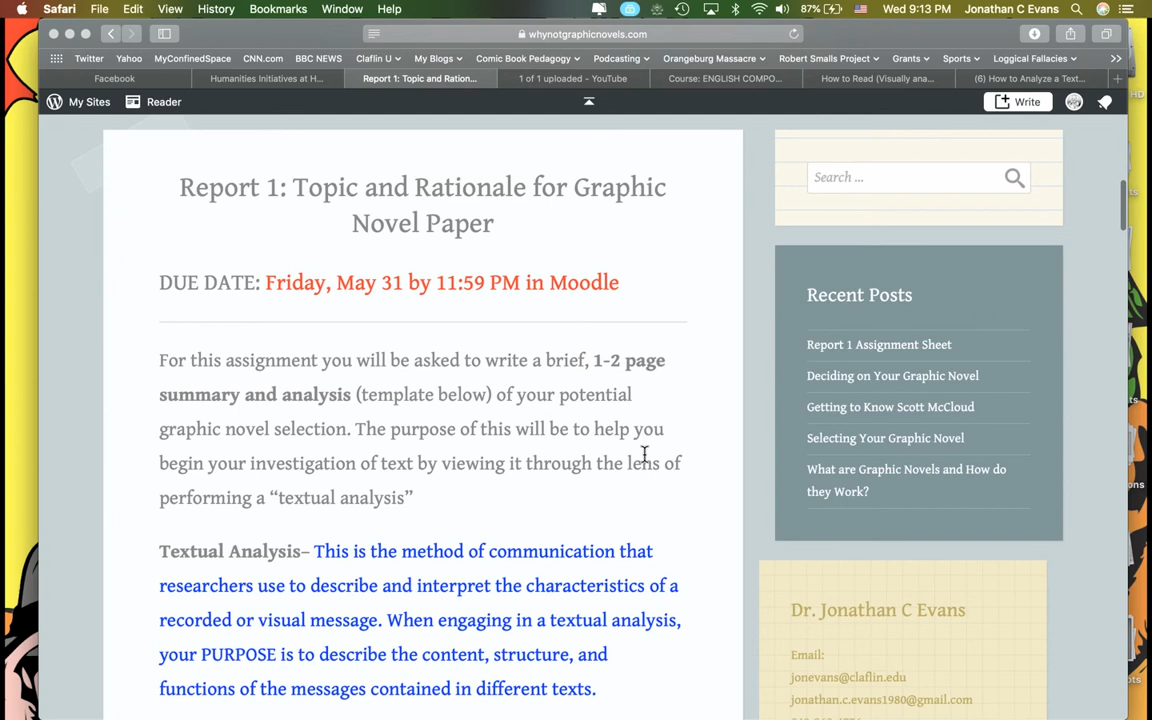 Safari File Edit View History Bookmarks Window Help 87% Wed 9:13 PM Jonathan C Evans
whynotgraphicnovels.com
Twitter Yahoo MyConfinedSpace CNN.com BBC NEWS Claflin U My Blogs Comic Book Pedagogy Podcasting Orangeburg Massacre Robert Smalls Project Grants Sports Loggical Fallacies
Facebook Humanities Initiatives at H... Report 1: Topic and Ration... 1 of 1 uploaded - YouTube Course: ENGLISH COMPO... How to Read (Visually ana... (6) How to Analyze a Text...
My Sites Reader Write
Report 1: Topic and Rationale for Graphic
Novel Paper
DUE DATE: Friday, May 31 by 11:59 PM in Moodle
For this assignment you will be asked to write a brief, 1-2 page
summary and analysis (template below) of your potential
graphic novel selection. The purpose of this will be to help you
begin your investigation of text by viewing it through the lens of
performing a “textual analysis”
Textual Analysis– This is the method of communication that
researchers use to describe and interpret the characteristics of a
recorded or visual message. When engaging in a textual analysis,
your PURPOSE is to describe the content, structure, and
functions of the messages contained in different texts.
Search ...
Recent Posts
Report 1 Assignment Sheet
Deciding on Your Graphic Novel
Getting to Know Scott McCloud
Selecting Your Graphic Novel
What are Graphic Novels and How do
they Work?
Dr. Jonathan C Evans
Email:
jonevans@claflin.edu
jonathan.c.evans1980@gmail.com